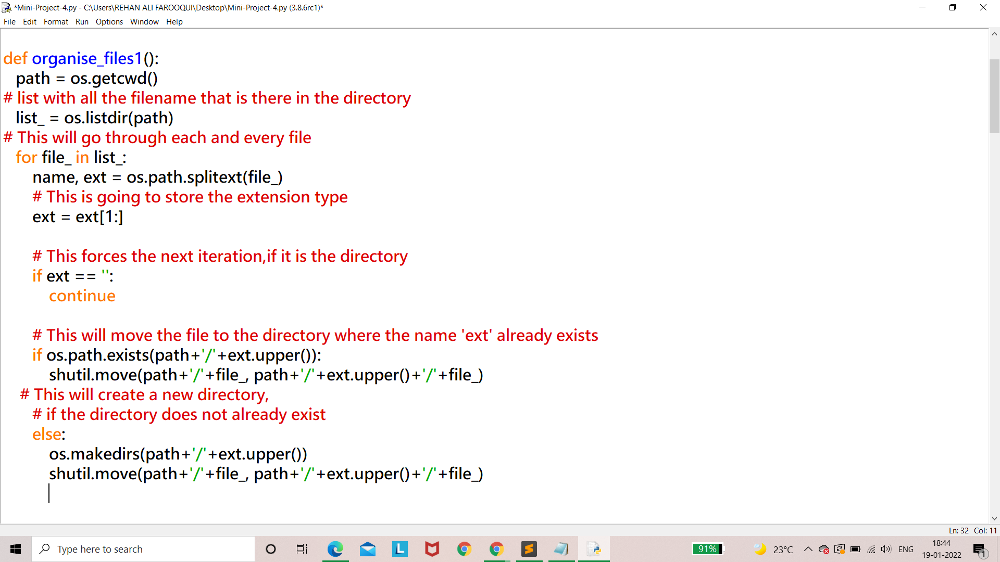 *Mini-Project-4.py - C:\Users\REHAN ALI FAROOQUI\Desktop\Mini-Project-4.py (3.8.6rc1)*
File Edit Format Run Options Window Help
def organise_files1():
path = os.getcwd()
# list with all the filename that is there in the directory
list_ = os.listdir(path)
# This will go through each and every file
for file_ in list_:
name, ext = os.path.splitext(file_)
# This is going to store the extension type
ext = ext[1:]
# This forces the next iteration,if it is the directory
if ext == '':
continue
# This will move the file to the directory where the name 'ext' already exists
if os.path.exists(path+'/'+ext.upper()):
shutil.move(path+'/'+file_, path+'/'+ext.upper()+'/'+file_)
# This will create a new directory,
# if the directory does not already exist
else:
os.makedirs(path+'/'+ext.upper())
shutil.move(path+'/'+file_, path+'/'+ext.upper()+'/'+file_)
Ln: 32 Col: 11
Type here to search
L
S
91%
23°C
ENG
18:44
19-01-2022
1